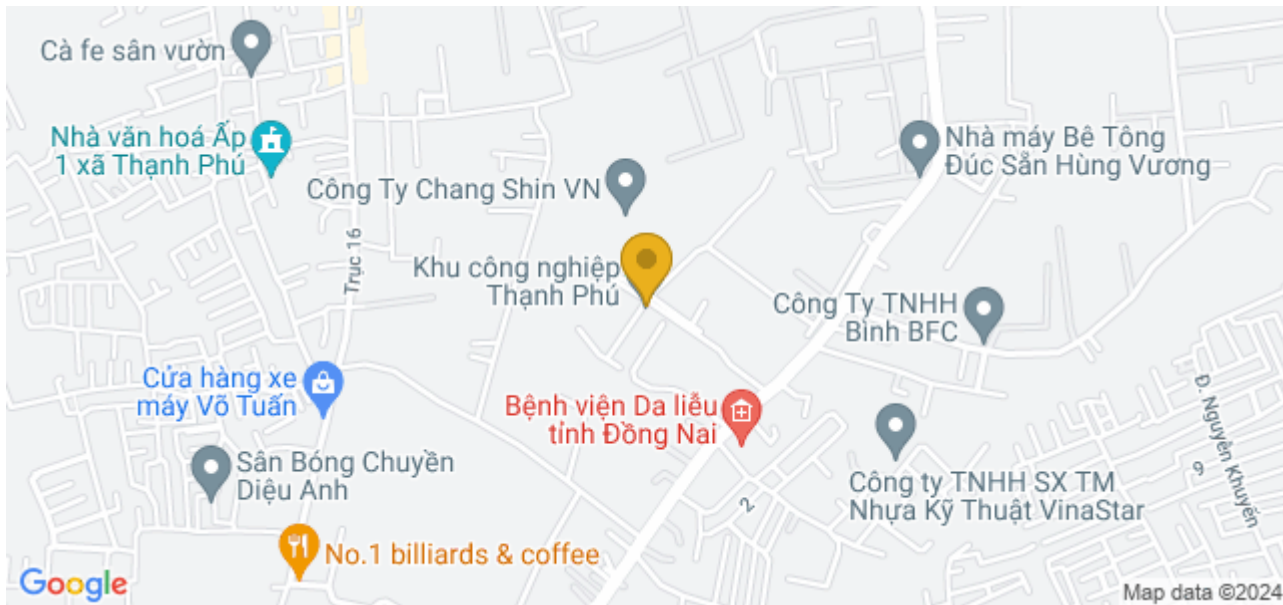 Cà fe sân vườn
Nhà văn hoá Ấp
1 xã Thạnh Phú
Công Ty Chang Shin VN
Nhà máy Bê Tông
Đúc Sẵn Hùng Vương
Trục 16
Khu công nghiệp
Thạnh Phú
Công Ty TNHH
Bình BFC
Cửa hàng xe
máy Võ Tuấn
Bệnh viện Da liễu
tỉnh Đồng Nai
Đ. Nguyễn Khuyến
Sân Bóng Chuyền
Diệu Anh
9
2
Công ty TNHH SX TM
Nhựa Kỹ Thuật VinaStar
No.1 billiards & coffee
Google
Map data ©2024